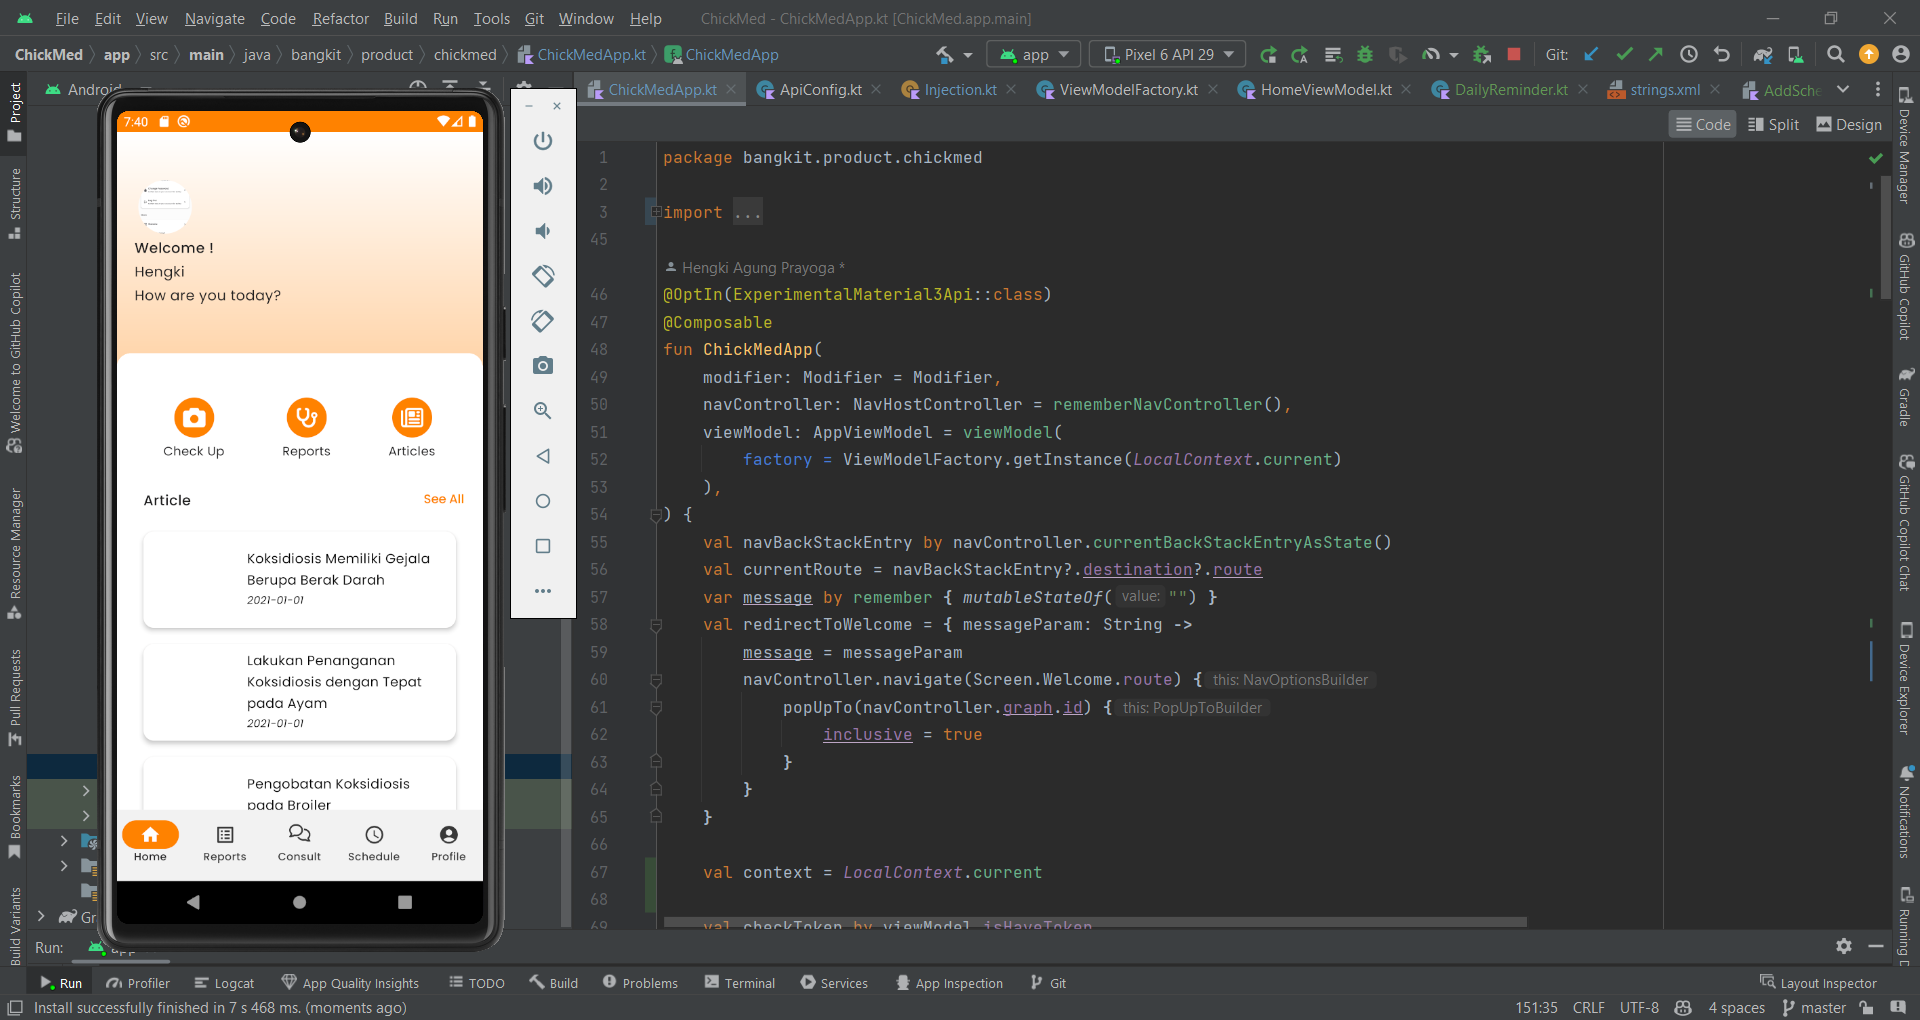 File Edit View Navigate Code Refactor Build Run Tools Git Window Help ChickMed - ChickMedApp.kt [ChickMed.app.main]
ChickMed app src main java bangkit product chickmed ChickMedApp.kt ChickMedApp app Pixel 6 API 29 Git:
Android
ChickMedApp.kt ApiConfig.kt Injection.kt ViewModelFactory.kt HomeViewModel.kt DailyReminder.kt strings.xml AddSche
Code Split Design
Project
Structure
Welcome to GitHub Copilot
Resource Manager
Pull Requests
Bookmarks
Build Variants
7:40
Welcome !
Hengki
How are you today?
Check Up Reports Articles
Article See All
Koksidiosis Memiliki Gejala
Berupa Berak Darah
2021-01-01
Lakukan Penanganan
Koksidiosis dengan Tepat
pada Ayam
2021-01-01
Pengobatan Koksidiosis
pada Broiler
Home Reports Consult Schedule Profile
Gr
1 package bangkit.product.chickmed
2
3 import ...
45
Hengki Agung Prayoga *
46 @OptIn(ExperimentalMaterial3Api::class)
47 @Composable
48 fun ChickMedApp(
49 modifier: Modifier = Modifier,
50 navController: NavHostController = rememberNavController(),
51 viewModel: AppViewModel = viewModel(
52 factory = ViewModelFactory.getInstance(LocalContext.current)
53 ),
54 ) {
55 val navBackStackEntry by navController.currentBackStackEntryAsState()
56 val currentRoute = navBackStackEntry?.destination?.route
57 var message by remember { mutableStateOf( value: "") }
58 val redirectToWelcome = { messageParam: String ->
59 message = messageParam
60 navController.navigate(Screen.Welcome.route) { this: NavOptionsBuilder
61 popUpTo(navController.graph.id) { this: PopUpToBuilder
62 inclusive = true
63 }
64 }
65 }
66
67 val context = LocalContext.current
68
69 val checkToken by viewModel.isHaveToken
Device Manager
GitHub Copilot
Gradle
GitHub Copilot Chat
Device Explorer
Notifications
Running D
Run: app
Run Profiler Logcat App Quality Insights TODO Build Problems Terminal Services App Inspection Git Layout Inspector
Install successfully finished in 7 s 468 ms. (moments ago) 151:35 CRLF UTF-8 4 spaces master